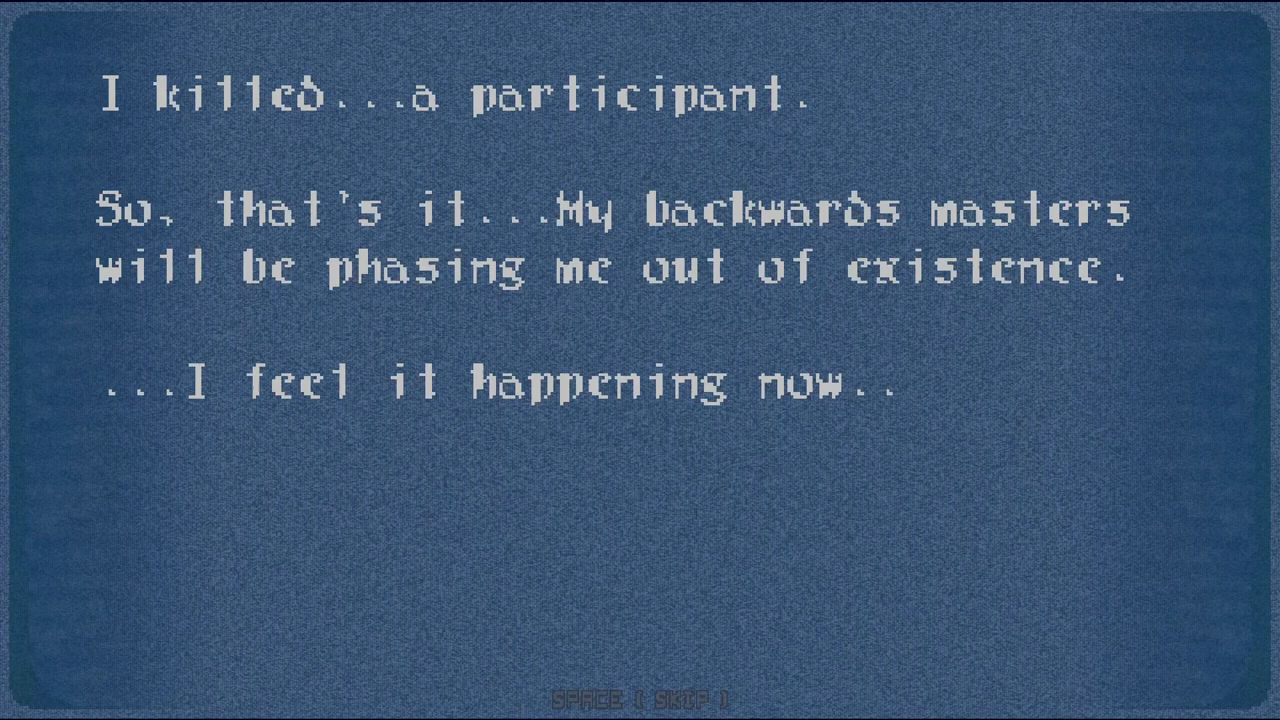 I killed...a participant.
So, that's it...My backwards masters
will be phasing me out of existence.
...I feel it happening now..
SPACE [ SKIP ]